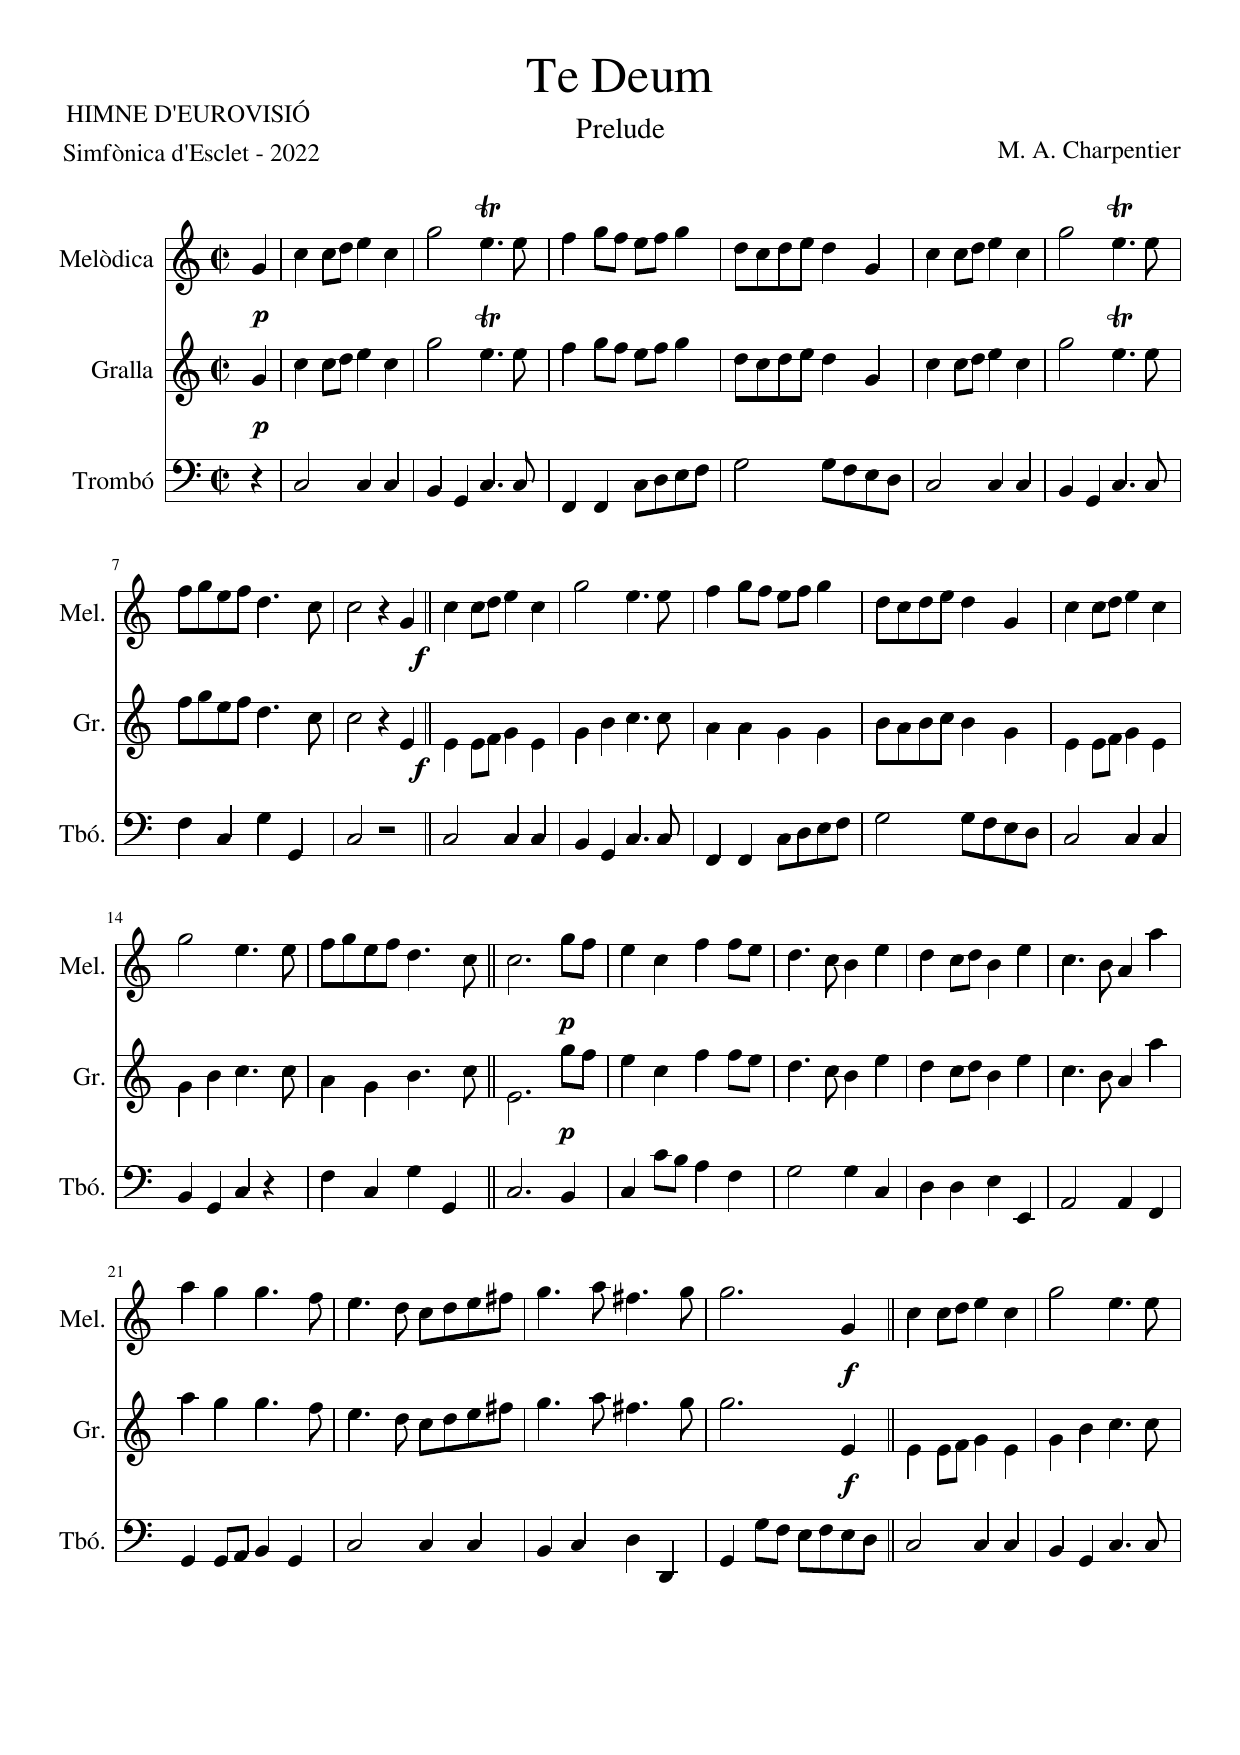 Te Deum
HIMNE D'EUROVISIÓ
Prelude
Simfònica d'Esclet - 2022
M. A. Charpentier
tr tr
Melòdica
p
tr tr
Gralla
p
Trombó
7
Mel.
f
Gr.
f
Tbó.
14
Mel.
p
Gr.
p
Tbó.
21
Mel.
f
Gr.
f
Tbó.